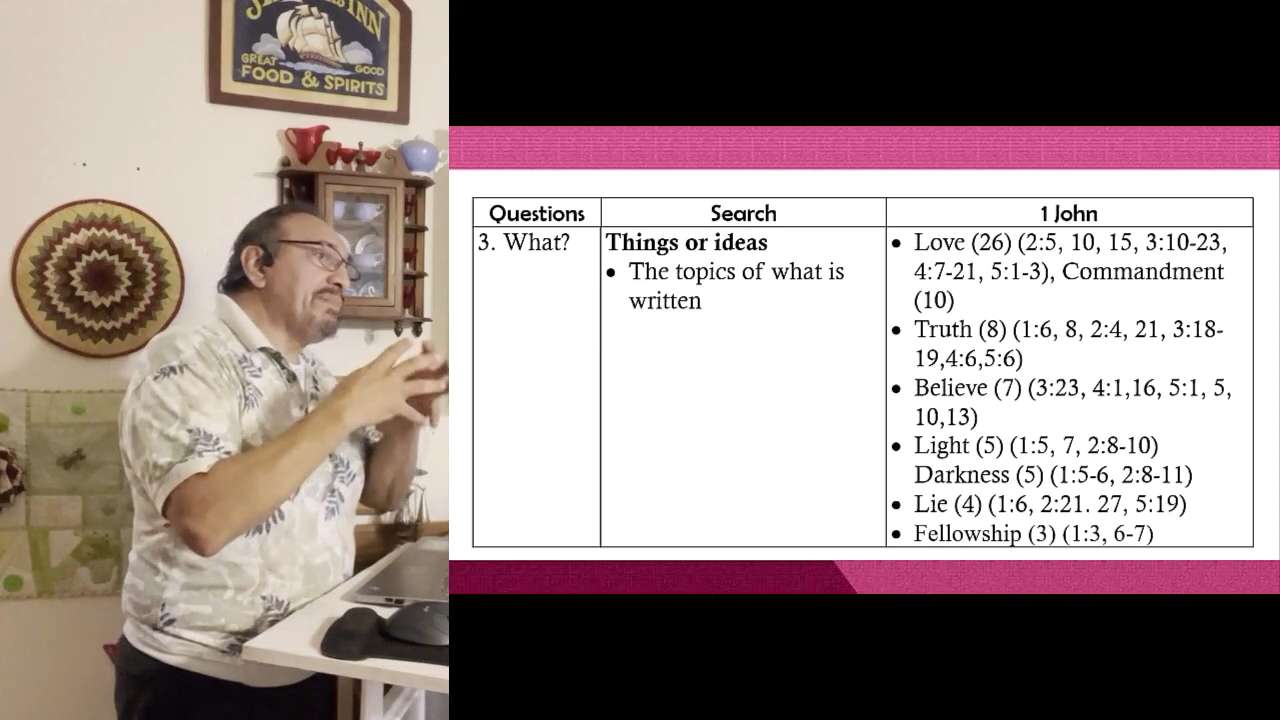 INN
GREAT GOOD
FOOD & SPIRITS
Questions
Search
1 John
3. What?
Things or ideas
• The topics of what is
written
• Love (26) (2:5, 10, 15, 3:10-23,
4:7-21, 5:1-3), Commandment
(10)
• Truth (8) (1:6, 8, 2:4, 21, 3:18-
19,4:6,5:6)
• Believe (7) (3:23, 4:1,16, 5:1, 5,
10,13)
• Light (5) (1:5, 7, 2:8-10)
Darkness (5) (1:5-6, 2:8-11)
• Lie (4) (1:6, 2:21. 27, 5:19)
• Fellowship (3) (1:3, 6-7)